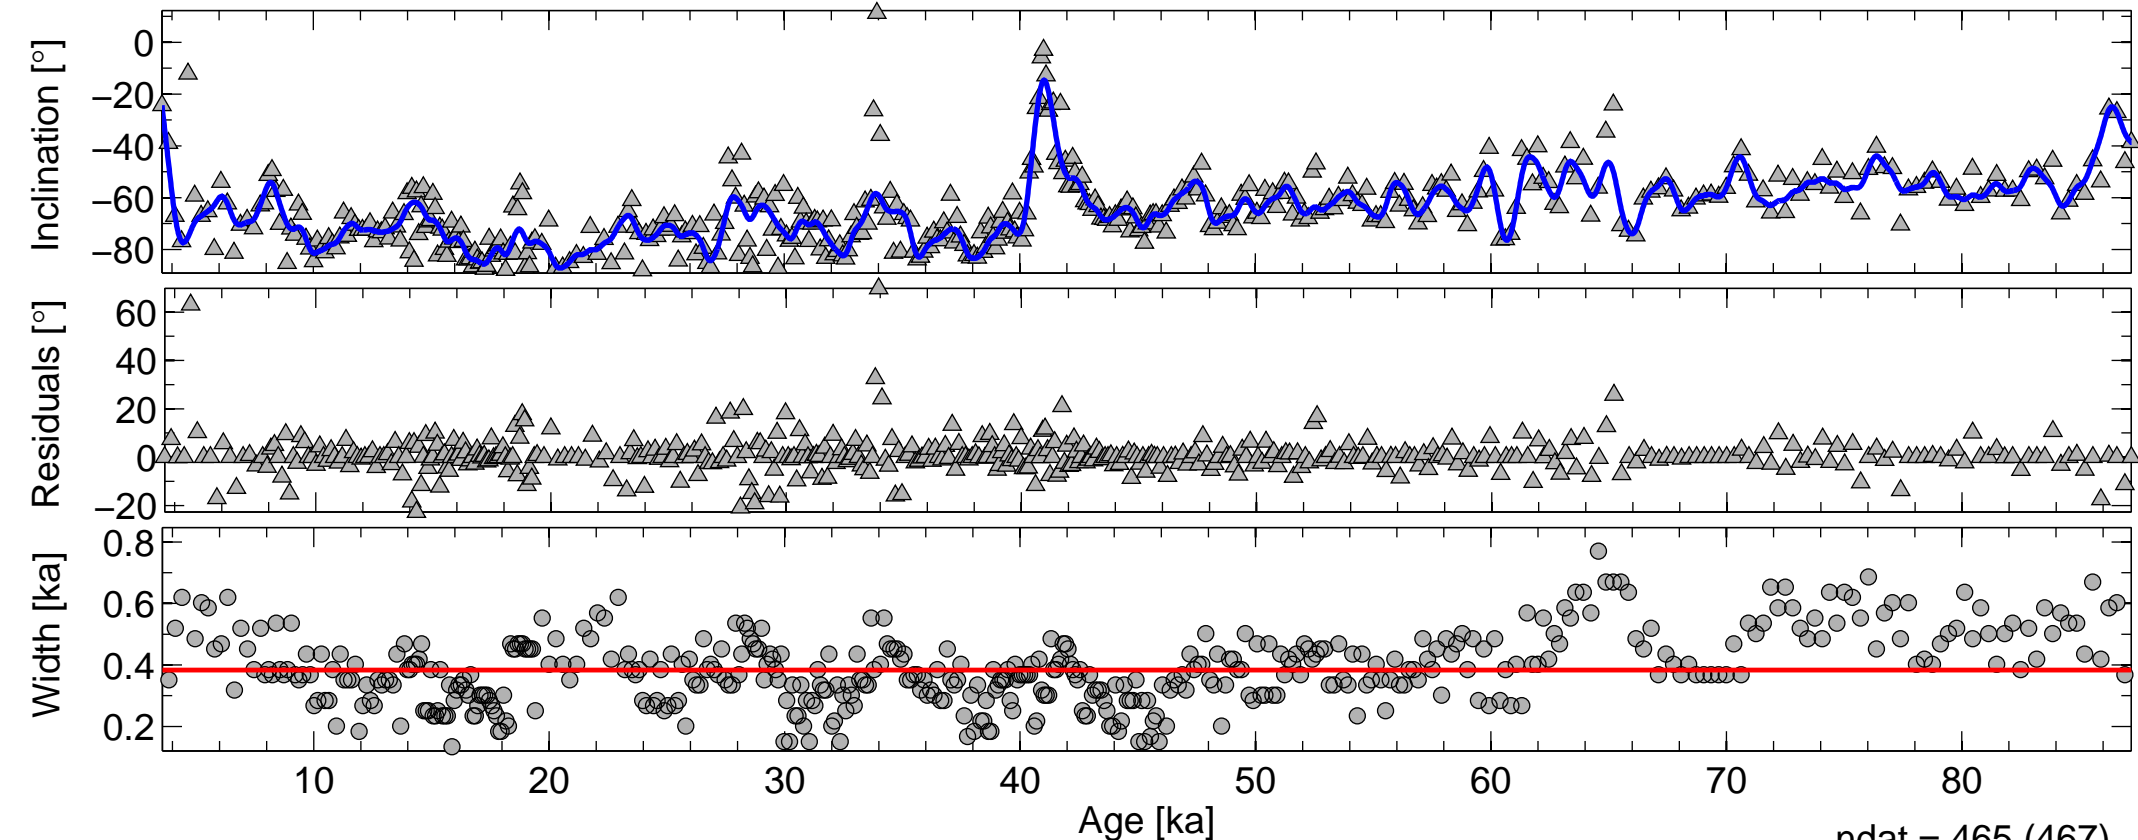 Inclination [°]
0
−20
−40
−60
−80
Residuals [°]
60
40
20
0
−20
Width [ka]
0.8
0.6
0.4
0.2
10 20 30 40 50 60 70 80
Age [ka]
ndat = 465 (467)